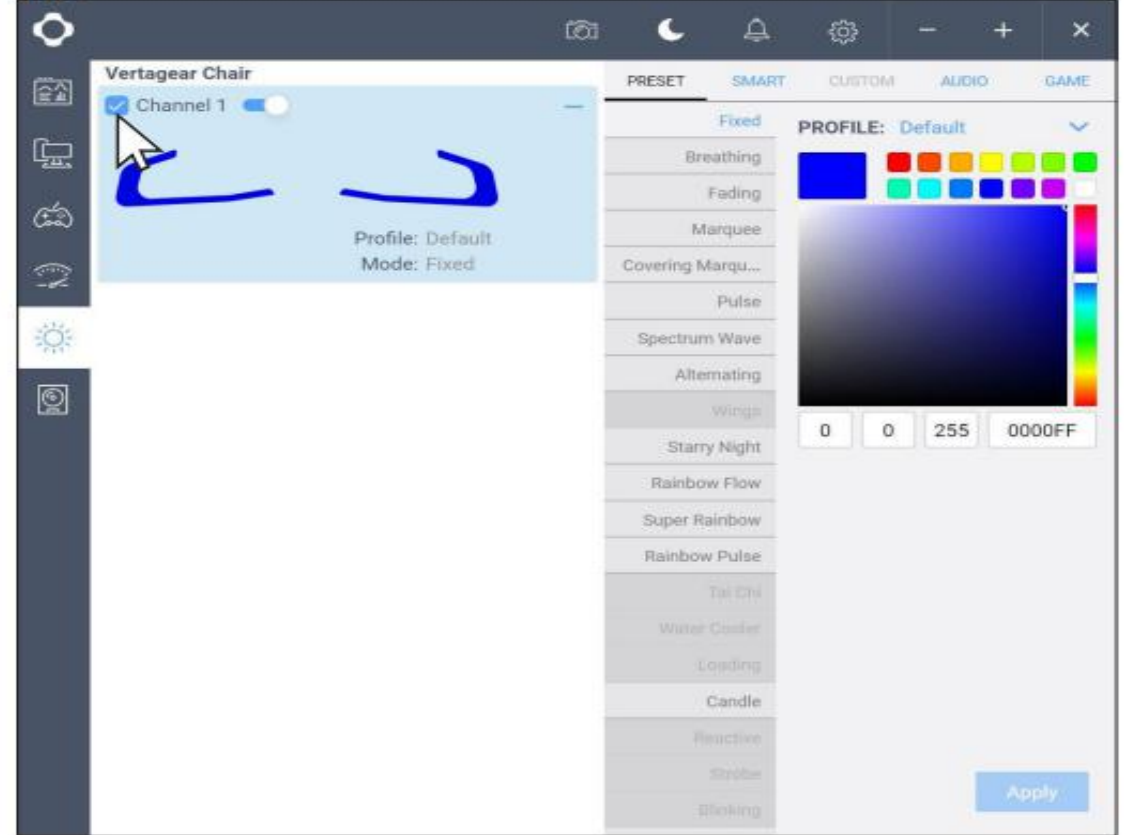 Vertagear Chair
Channel 1
Profile: Default
Mode: Fixed
PRESET SMART CUSTOM AUDIO GAME
Fixed
Breathing
Fading
Marquee
Covering Marqu...
Pulse
Spectrum Wave
Alternating
Wings
Starry Night
Rainbow Flow
Super Rainbow
Rainbow Pulse
Tai Chi
Water Cooler
Loading
Candle
Reactive
Strobe
Blinking
PROFILE: Default
0 0 255 0000FF
Apply